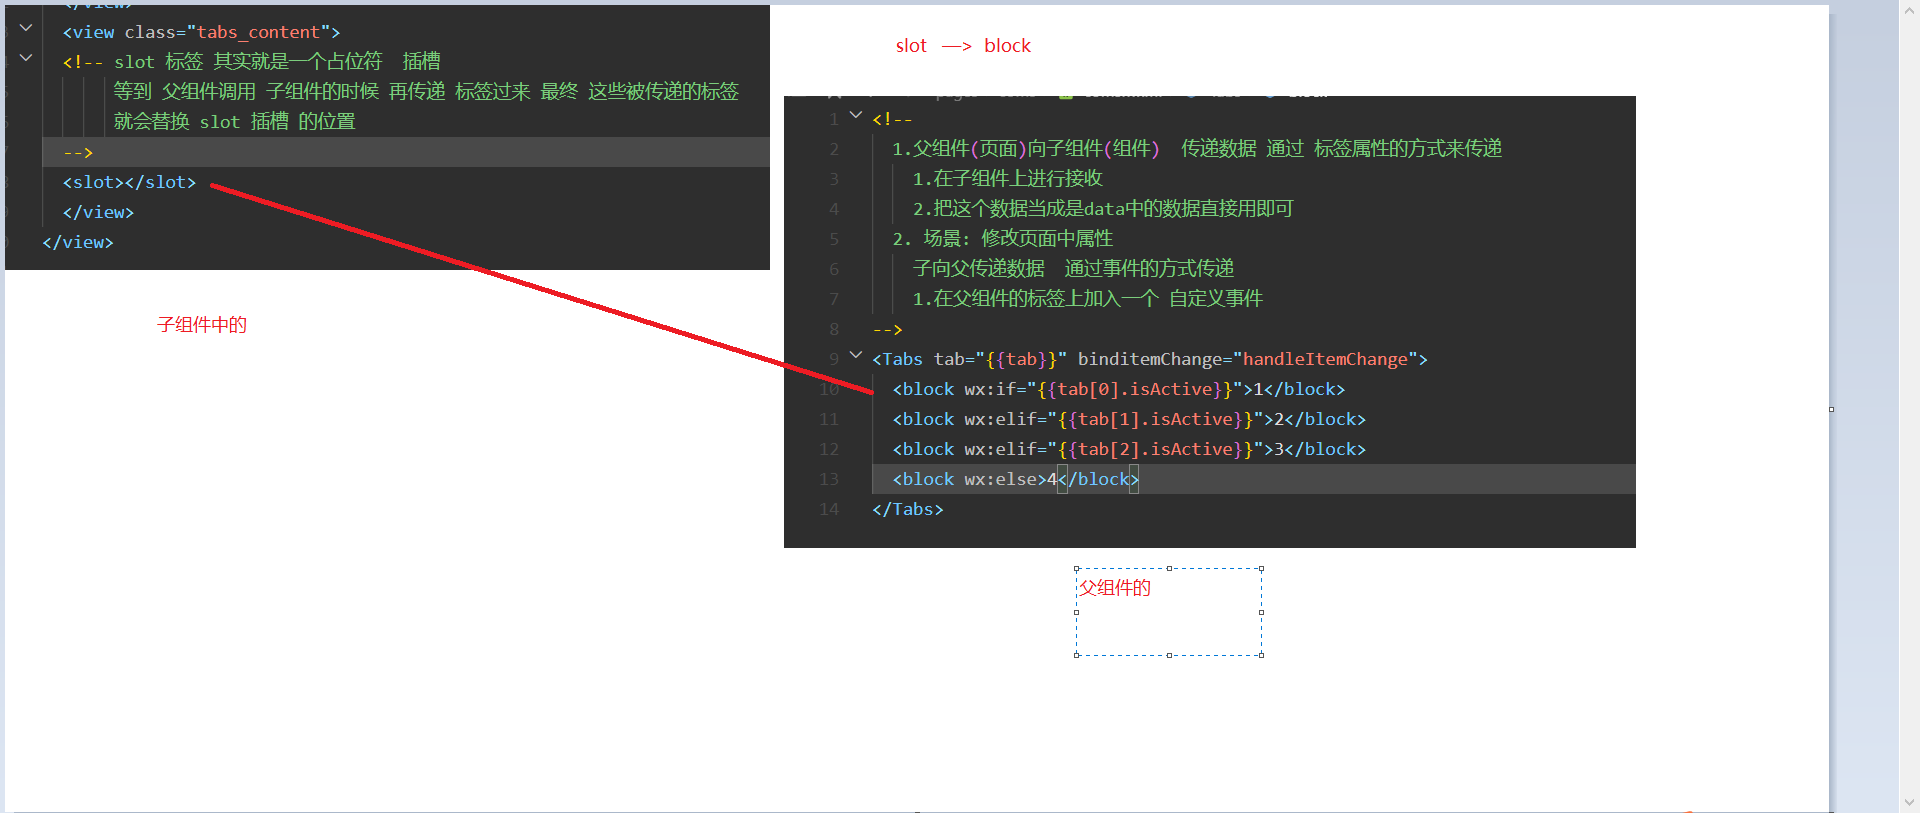 <view class="tabs_content">
<!-- slot 标签 其实就是一个占位符  插槽
等到 父组件调用 子组件的时候 再传递 标签过来 最终 这些被传递的标签
就会替换 slot 插槽 的位置
-->
<slot></slot>
</view>
</view>
子组件中的
slot —> block
1 <!--
2 1.父组件(页面)向子组件(组件)  传递数据 通过 标签属性的方式来传递
3 1.在子组件上进行接收
4 2.把这个数据当成是data中的数据直接用即可
5 2. 场景: 修改页面中属性
6 子向父传递数据  通过事件的方式传递
7 1.在父组件的标签上加入一个 自定义事件
8 -->
9 <Tabs tab="{{tab}}" binditemChange="handleItemChange">
10 <block wx:if="{{tab[0].isActive}}">1</block>
11 <block wx:elif="{{tab[1].isActive}}">2</block>
12 <block wx:elif="{{tab[2].isActive}}">3</block>
13 <block wx:else>4</block>
14 </Tabs>
父组件的